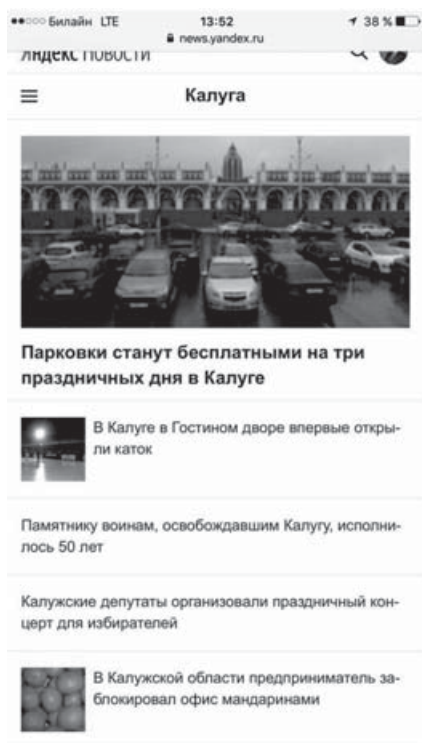 Билайн LTE 13:52 38 %
news.yandex.ru
Яндекс Новости
Калуга
Парковки станут бесплатными на три
праздничных дня в Калуге
В Калуге в Гостином дворе впервые откры-
ли каток
Памятнику воинам, освобождавшим Калугу, исполни-
лось 50 лет
Калужские депутаты организовали праздничный кон-
церт для избирателей
В Калужской области предприниматель за-
блокировал офис мандаринами